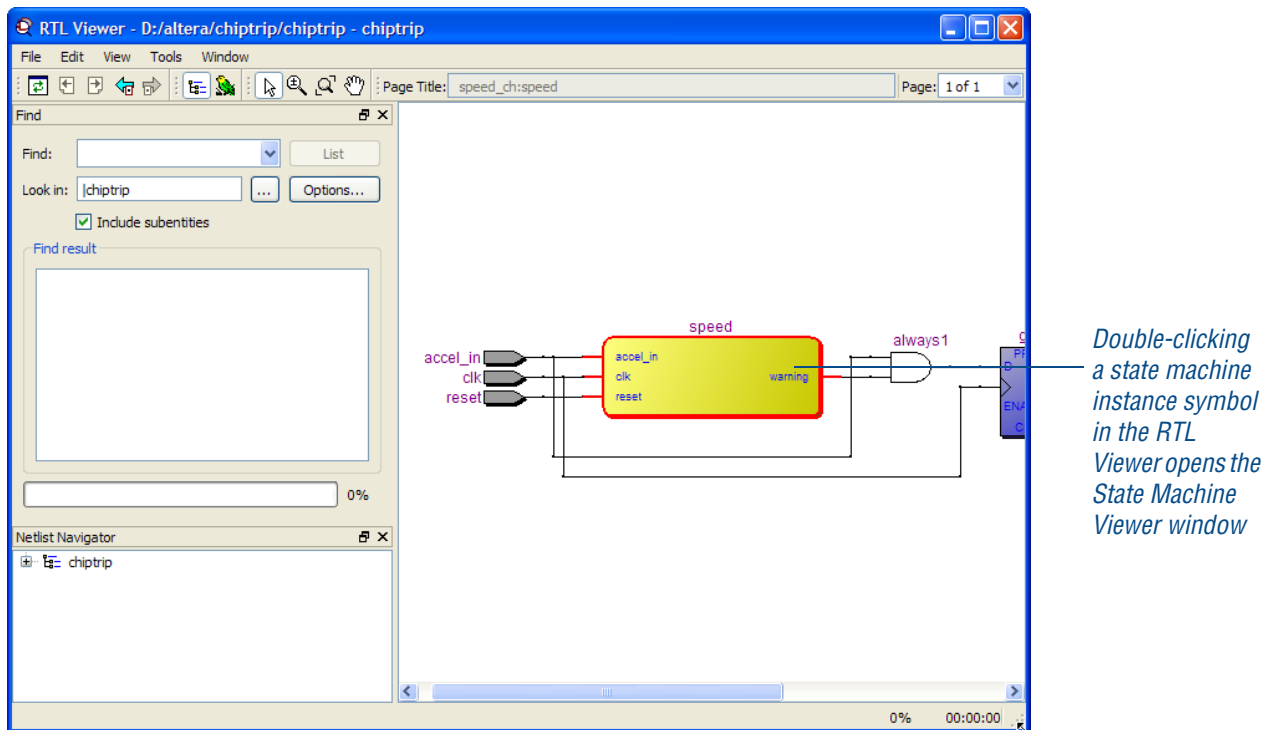 RTL Viewer - D:/altera/chiptrip/chiptrip - chiptrip
File Edit View Tools Window
Page Title: speed_ch:speed Page: 1 of 1
Find
Find: List
Look in: |chiptrip ... Options...
Include subentities
Find result
0%
Netlist Navigator
chiptrip
speed
always1
accel_in
clk
reset
accel_in
clk
reset
warning
D
ENA
C
Double-clicking
a state machine
instance symbol
in the RTL
Viewer opens the
State Machine
Viewer window
0% 00:00:00